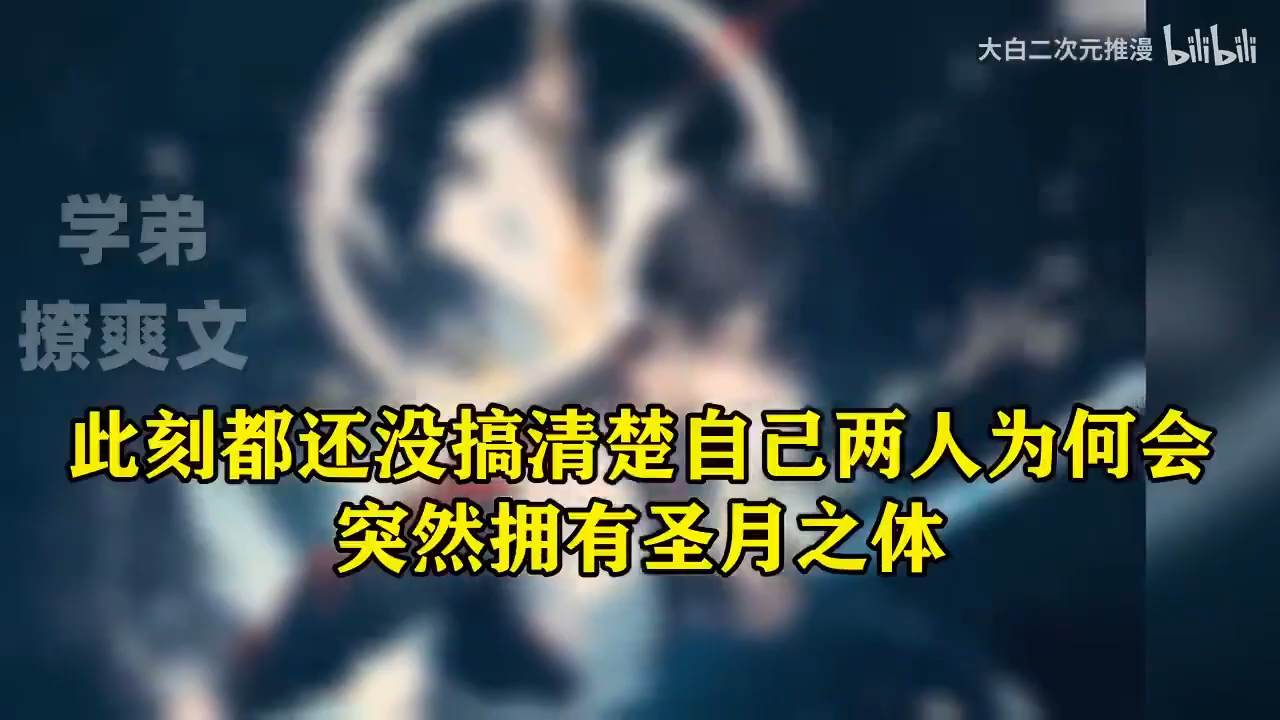 大白二次元推漫 bilibili
学弟
撩爽文
此刻都还没搞清楚自己两人为何会
突然拥有圣月之体